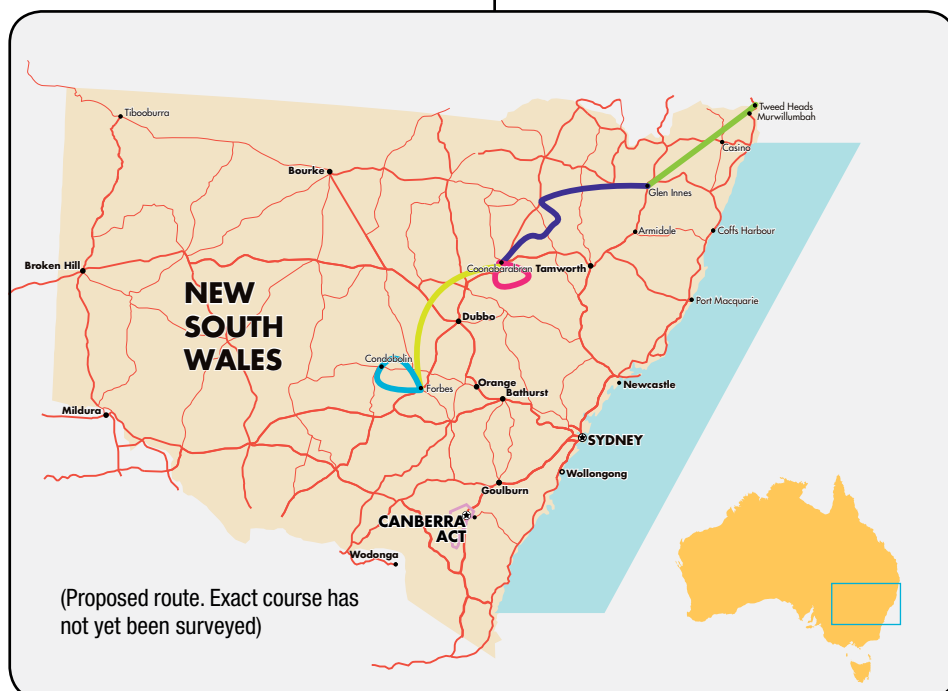 Tweed Heads
Murwillumbah
Tibooburra
Casino
Bourke
Glen Innes
Armidale
Coffs Harbour
Broken Hill
Coonabarabran
Tamworth
NEW
SOUTH
WALES
Port Macquarie
Dubbo
Condobolin
Forbes
Orange
Bathurst
Newcastle
Mildura
SYDNEY
Wollongong
Goulburn
CANBERRA
ACT
Wodonga
(Proposed route. Exact course has
not yet been surveyed)